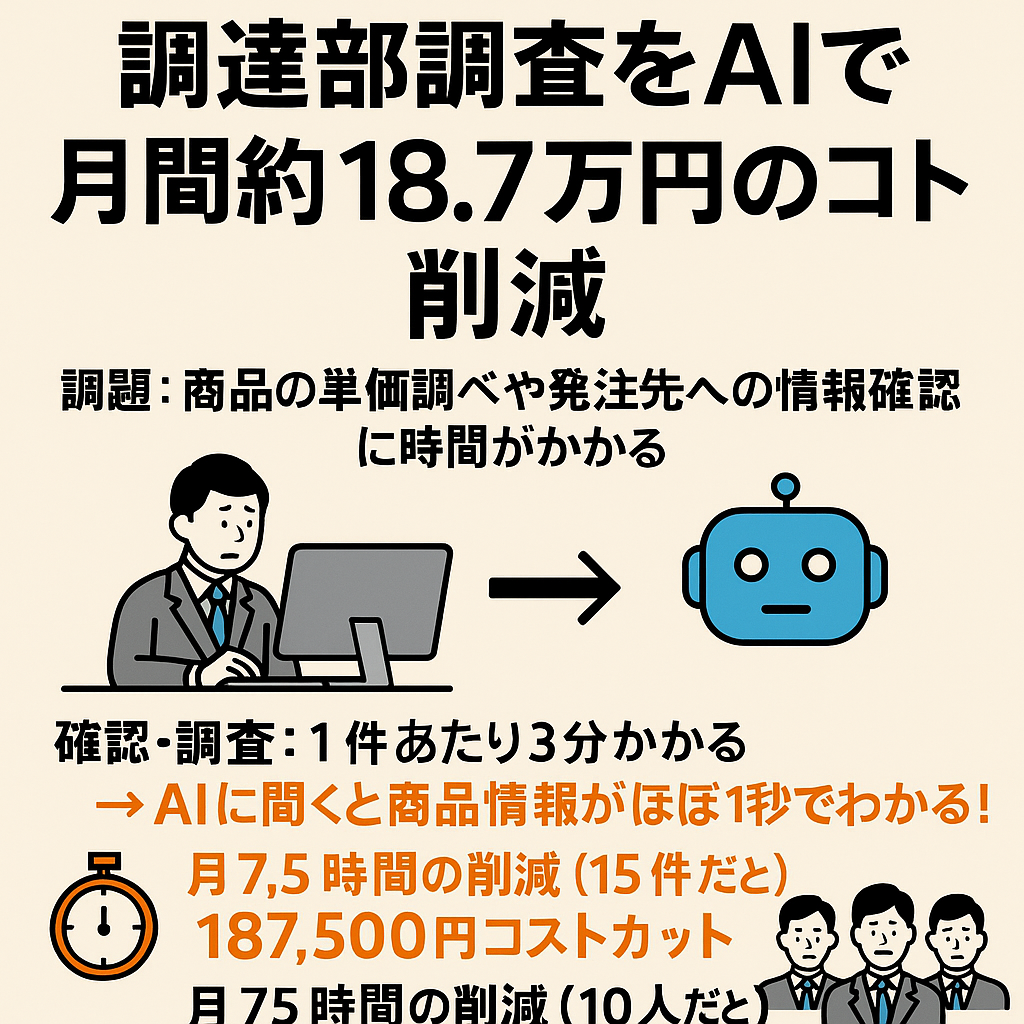 調達部調査をAIで
月間約18.7万円のコト
削減
調題：商品の単価調べや発注先への情報確認
に時間がかかる
確認・調査：1件あたり3分かかる
→AIに聞くと商品情報がほぼ1秒でわかる！
月7,5時間の削減（15件だと）
187,500円コストカット
月75時間の削減（10人だと）